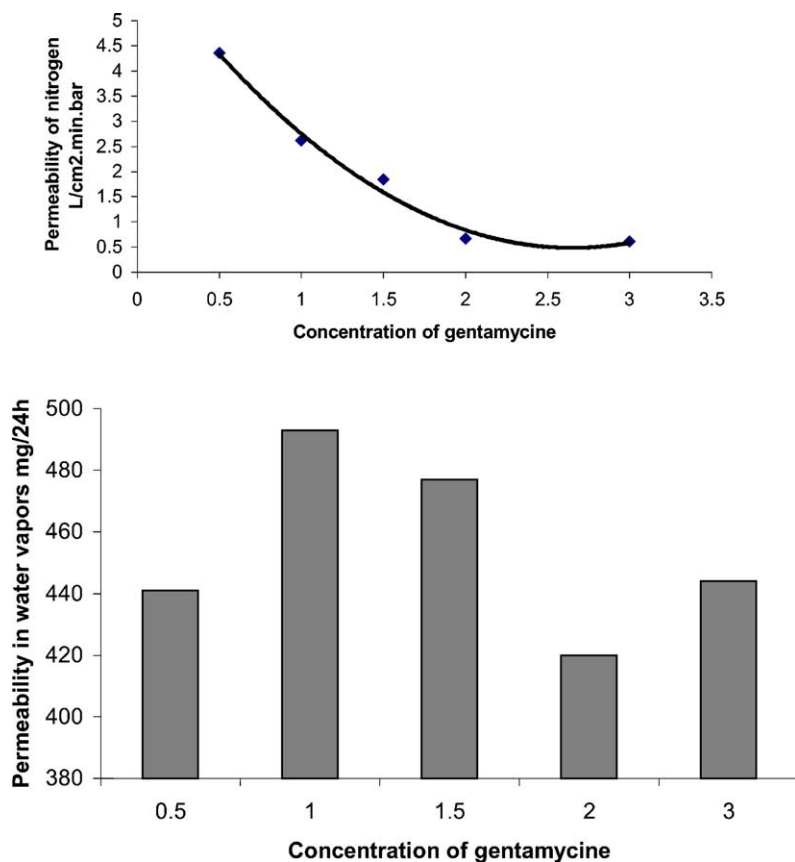 Permeability of nitrogen
L/cm2.min.bar
5
4.5
4
3.5
3
2.5
2
1.5
1
0.5
0
0 0.5 1 1.5 2 2.5 3 3.5
Concentration of gentamycine
Permeability in water vapors mg/24h
500
480
460
440
420
400
380
0.5 1 1.5 2 3
Concentration of gentamycine